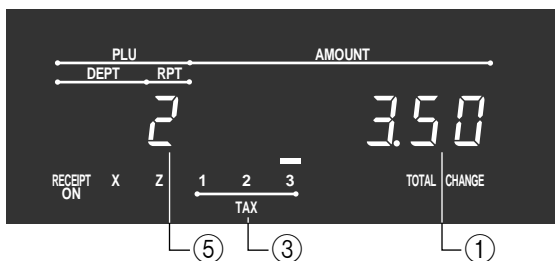 PLU AMOUNT
DEPT RPT
2 3.50
RECEIPT ON X Z 1 2 3 TOTAL CHANGE
TAX
⑤ ③ ①